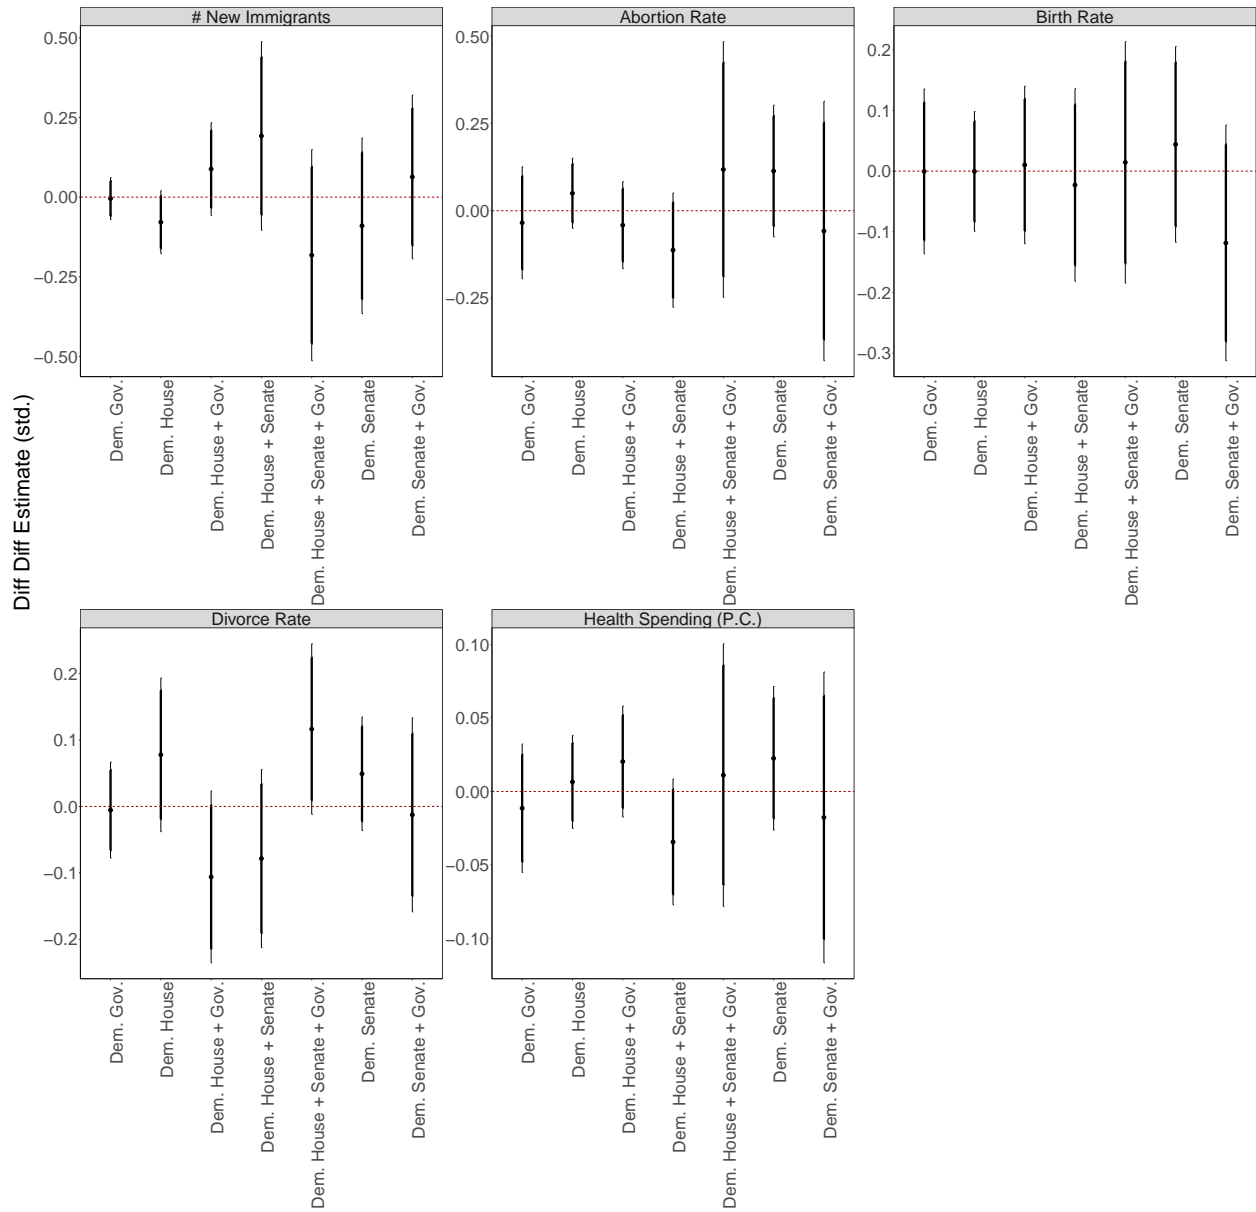 # New Immigrants
Abortion Rate
Birth Rate
Diff Diff Estimate (std.)
0.50
0.25
0.00
−0.25
−0.50
Dem. Gov.
Dem. House
Dem. House + Gov.
Dem. House + Senate
Dem. House + Senate + Gov.
Dem. Senate
Dem. Senate + Gov.
0.50
0.25
0.00
−0.25
Dem. Gov.
Dem. House
Dem. House + Gov.
Dem. House + Senate
Dem. House + Senate + Gov.
Dem. Senate
Dem. Senate + Gov.
0.2
0.1
0.0
−0.1
−0.2
−0.3
Dem. Gov.
Dem. House
Dem. House + Gov.
Dem. House + Senate
Dem. House + Senate + Gov.
Dem. Senate
Dem. Senate + Gov.
Divorce Rate
Health Spending (P.C.)
0.2
0.1
0.0
−0.1
−0.2
Dem. Gov.
Dem. House
Dem. House + Gov.
Dem. House + Senate
Dem. House + Senate + Gov.
Dem. Senate
Dem. Senate + Gov.
0.10
0.05
0.00
−0.05
−0.10
Dem. Gov.
Dem. House
Dem. House + Gov.
Dem. House + Senate
Dem. House + Senate + Gov.
Dem. Senate
Dem. Senate + Gov.